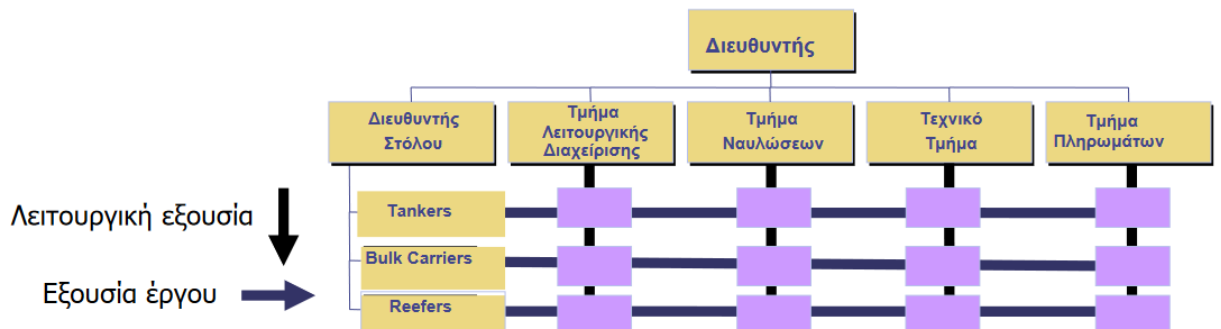 Διευθυντής
Διευθυντής
Στόλου
Τμήμα
Λειτουργικής
Διαχείρισης
Τμήμα
Ναυλώσεων
Τεχνικό
Τμήμα
Τμήμα
Πληρωμάτων
Λειτουργική εξουσία
Εξουσία έργου
Tankers
Bulk Carriers
Reefers